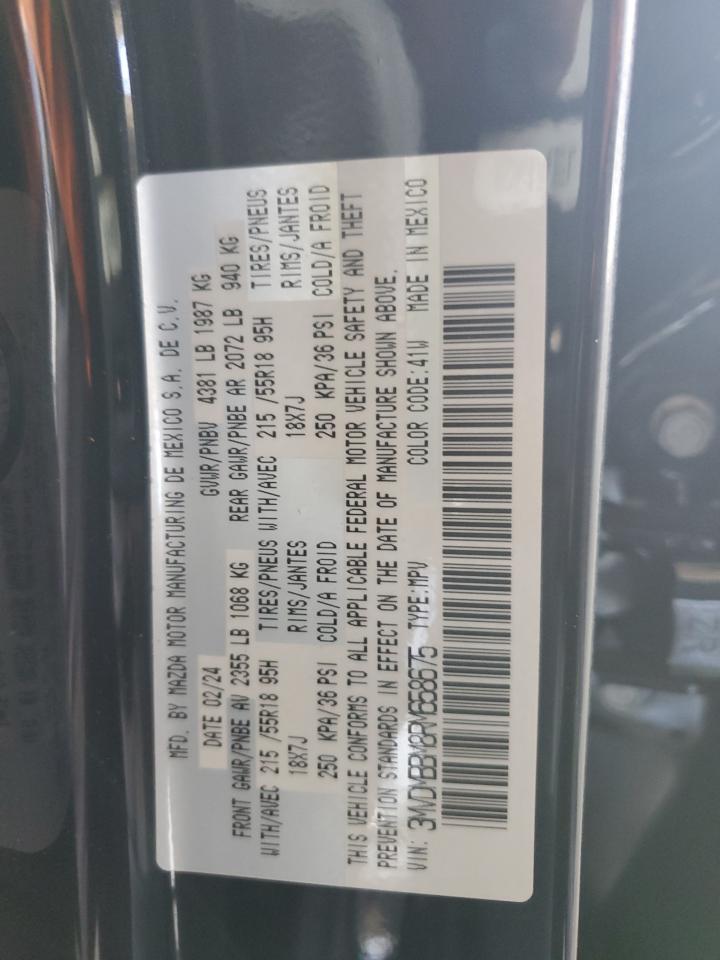 MFD. BY MAZDA MOTOR MANUFACTURING DE MEXICO S.A. DE C.V.
DATE 02/24 GVWR/PNBV 4381 LB 1987 KG
FRONT GAWR/PNBE AV 2355 LB 1068 KG REAR GAWR/PNBE AR 2072 LB 940 KG
WITH/AVEC 215 /55R18 95H TIRES/PNEUS WITH/AVEC 215 /55R18 95H TIRES/PNEUS
18X7J RIMS/JANTES 18X7J RIMS/JANTES
250 KPA/36 PSI COLD/A FROID 250 KPA/36 PSI COLD/A FROID
THIS VEHICLE CONFORMS TO ALL APPLICABLE FEDERAL MOTOR VEHICLE SAFETY AND THEFT
PREVENTION STANDARDS IN EFFECT ON THE DATE OF MANUFACTURE SHOWN ABOVE.
VIN: 3MVDMBBM8RM658675 TYPE:MPV COLOR CODE:41W MADE IN MEXICO